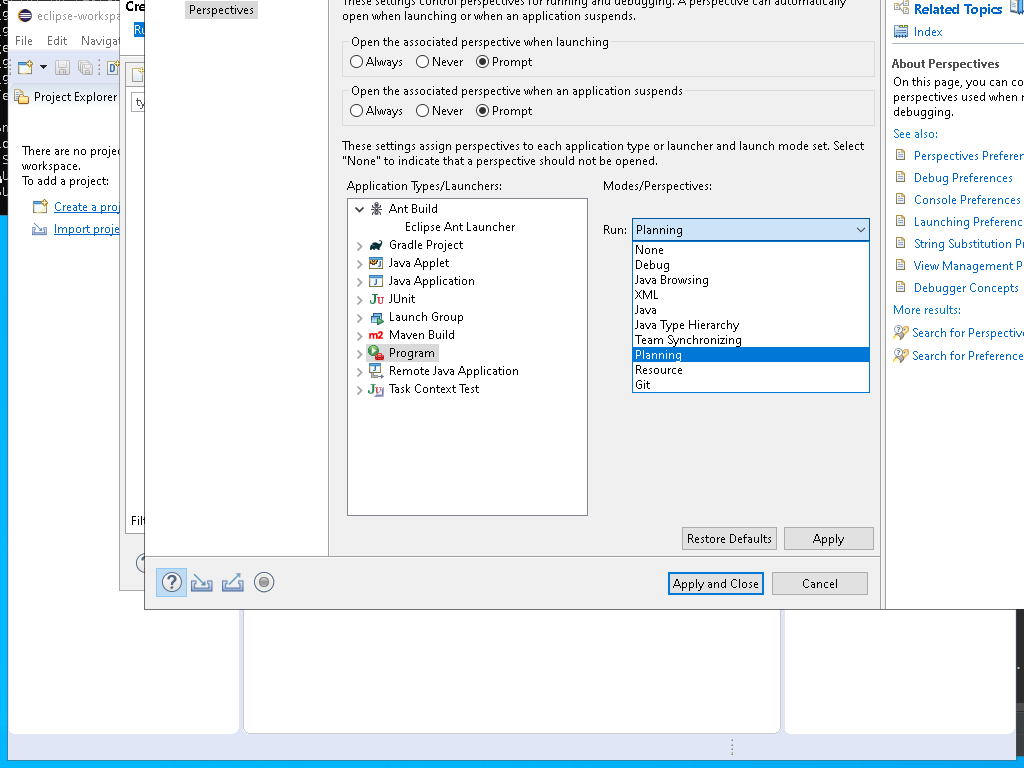 eclipse-workspa
File Edit Navigat
Project Explorer
There are no proje
workspace.
To add a project:
Create a proj
Import proje
Cre
Ru
ty
Filt
Perspectives
These settings control perspectives for running and debugging. A perspective can automatically
open when launching or when an application suspends.
Open the associated perspective when launching
Always Never Prompt
Open the associated perspective when an application suspends
Always Never Prompt
These settings assign perspectives to each application type or launcher and launch mode set. Select
"None" to indicate that a perspective should not be opened.
Application Types/Launchers:
Ant Build
Eclipse Ant Launcher
Gradle Project
Java Applet
Java Application
JUnit
Launch Group
Maven Build
Program
Remote Java Application
Task Context Test
Modes/Perspectives:
Run: Planning
None
Debug
Java Browsing
XML
Java
Java Type Hierarchy
Team Synchronizing
Planning
Resource
Git
Restore Defaults Apply
Apply and Close Cancel
Related Topics
Index
About Perspectives
On this page, you can co
perspectives used when r
debugging.
See also:
Perspectives Preferen
Debug Preferences
Console Preferences
Launching Preferenc
String Substitution Pr
View Management P
Debugger Concepts
More results:
Search for Perspective
Search for Preference